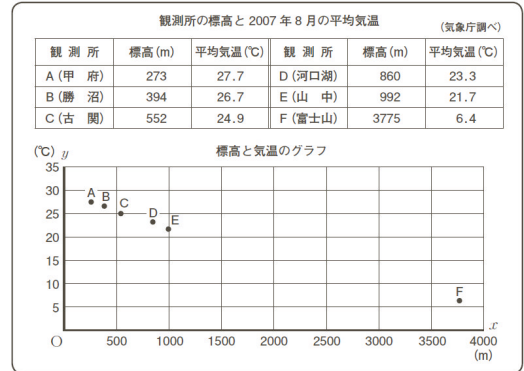 観測所の標高と 2007 年 8 月の平均気温
(気象庁調べ)
観 測 所 標高(m) 平均気温(℃) 観 測 所 標高(m) 平均気温(℃)
A(甲 府) 273 27.7 D(河口湖) 860 23.3
B(勝 沼) 394 26.7 E(山 中) 992 21.7
C(古 関) 552 24.9 F(富士山) 3775 6.4
標高と気温のグラフ
(℃) y
35
30
25
20
15
10
5
A
B
C
D
E
F
O 500 1000 1500 2000 2500 3000 3500 4000
x
(m)